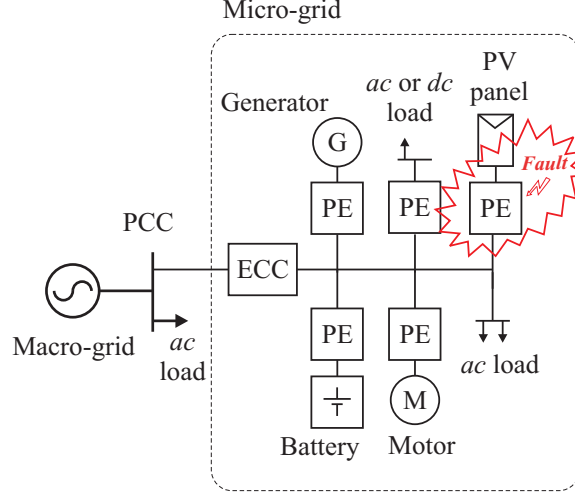 Micro-grid
PV
panel
ac or dc
load
Generator
G
Fault
PE
PE
PE
PCC
ECC
Macro-grid
ac
load
PE
PE
ac load
M
Battery
Motor